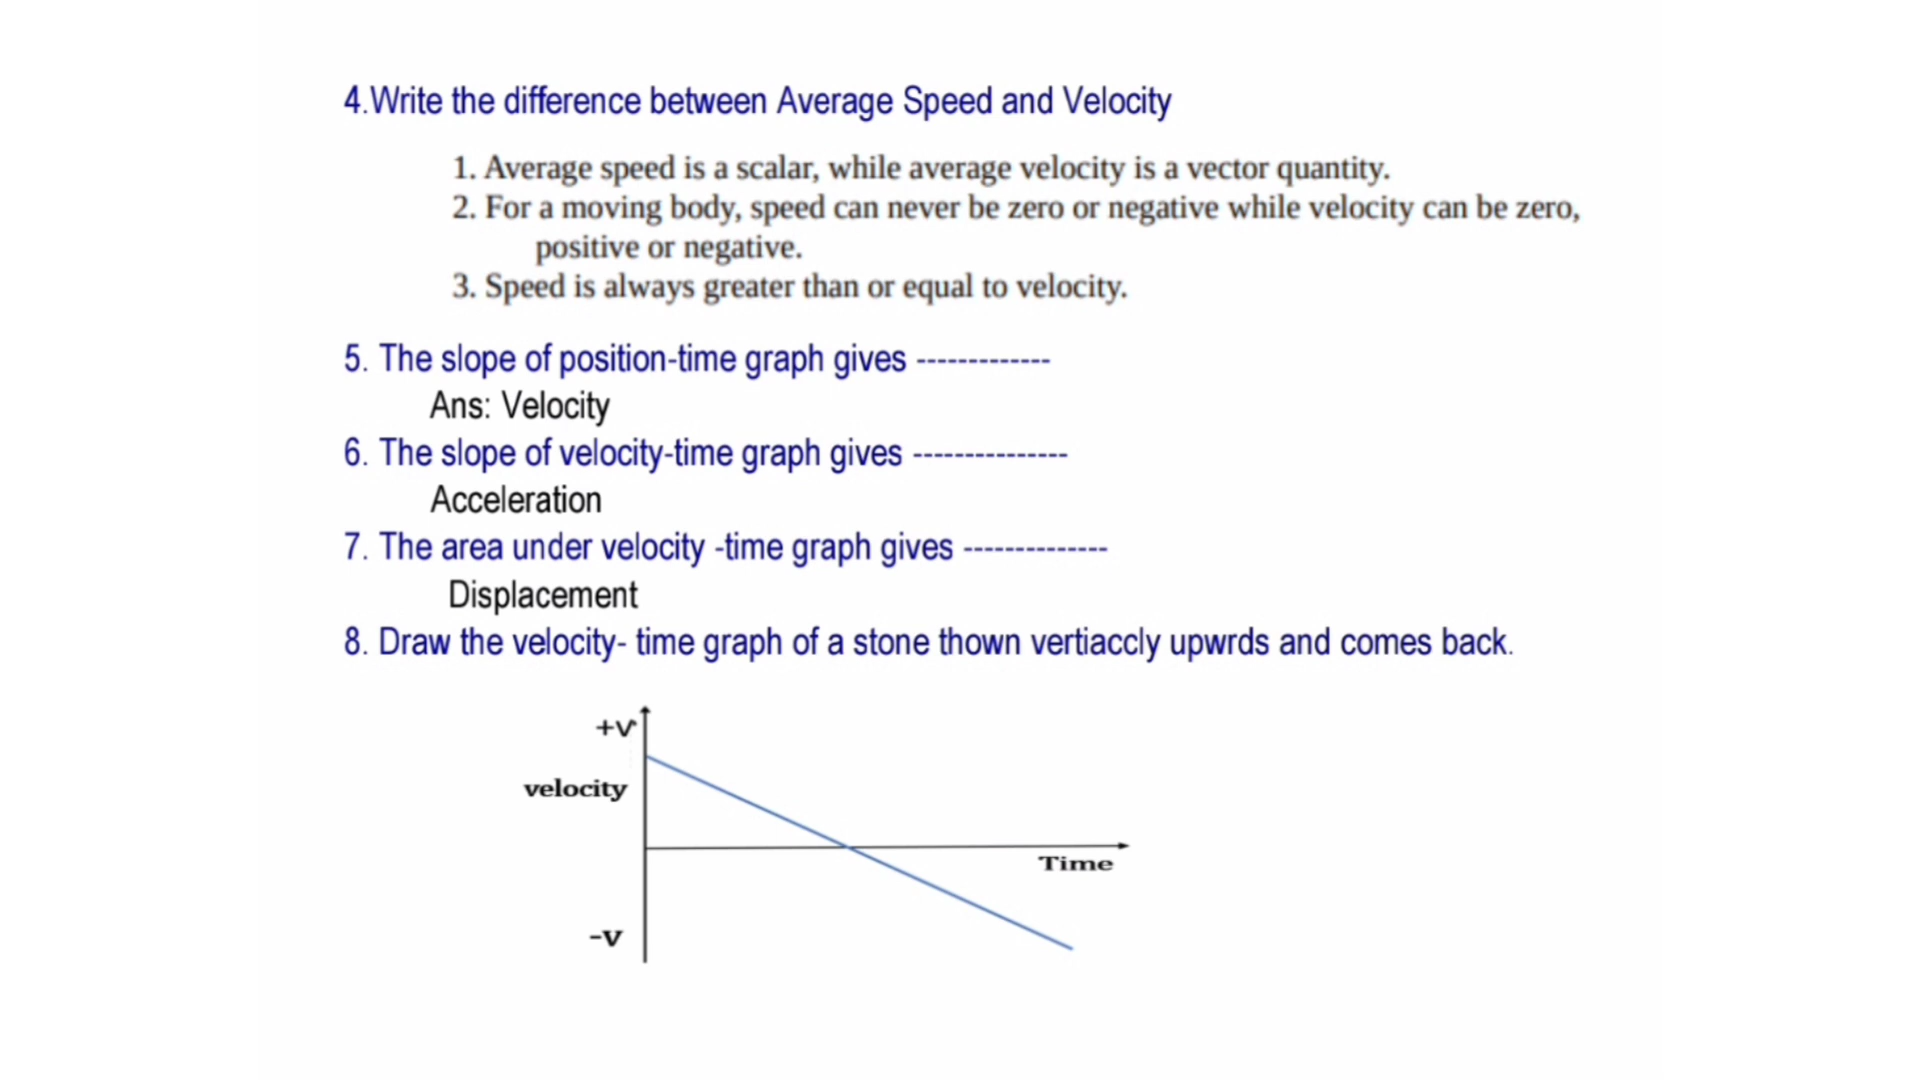 4.Write the difference between Average Speed and Velocity
1. Average speed is a scalar, while average velocity is a vector quantity.
2. For a moving body, speed can never be zero or negative while velocity can be zero,
positive or negative.
3. Speed is always greater than or equal to velocity.
5. The slope of position-time graph gives -------------
Ans: Velocity
6. The slope of velocity-time graph gives ---------------
Acceleration
7. The area under velocity -time graph gives --------------
Displacement
8. Draw the velocity- time graph of a stone thown vertiaccly upwrds and comes back.
+V
velocity
Time
-V